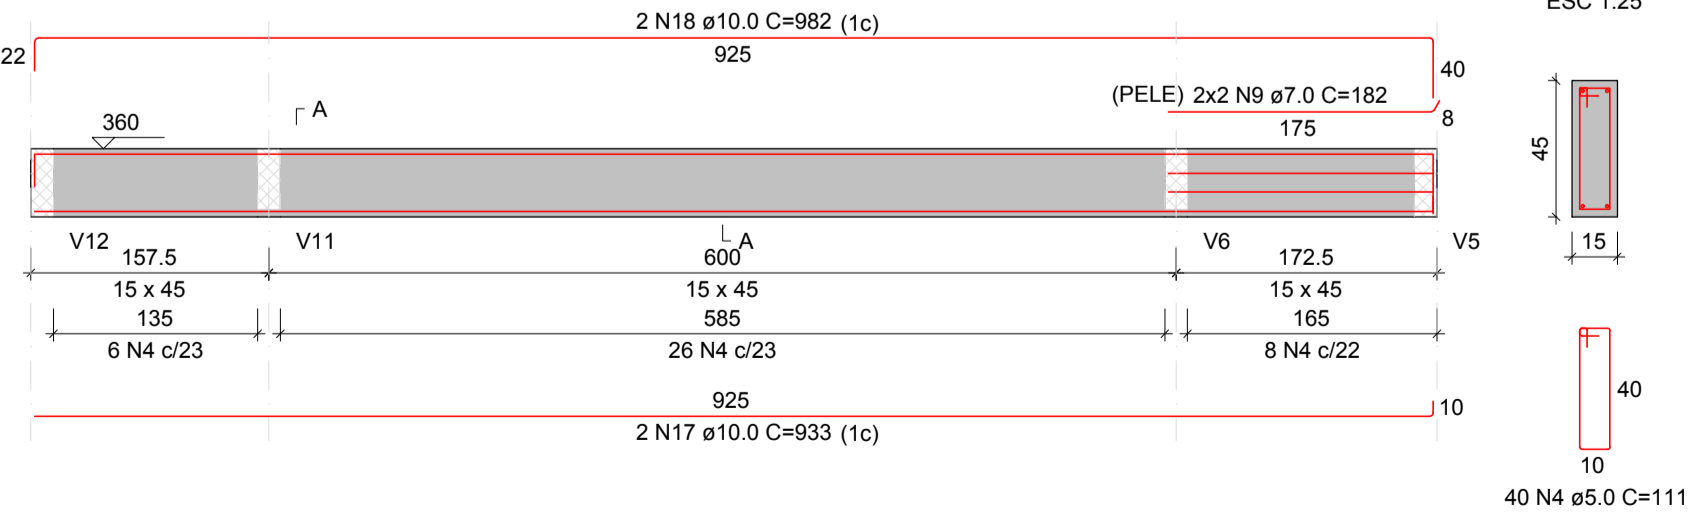 ESC 1:25
2 N18 ø10.0 C=982 (1c)
22
925
40
(PELE) 2x2 N9 ø7.0 C=182
8
175
A
360
45
A
V12
V11
V6
V5
157.5
600
172.5
15
15 x 45
15 x 45
15 x 45
135
585
165
6 N4 c/23
26 N4 c/23
8 N4 c/22
40
925
10
2 N17 ø10.0 C=933 (1c)
10
40 N4 ø5.0 C=111